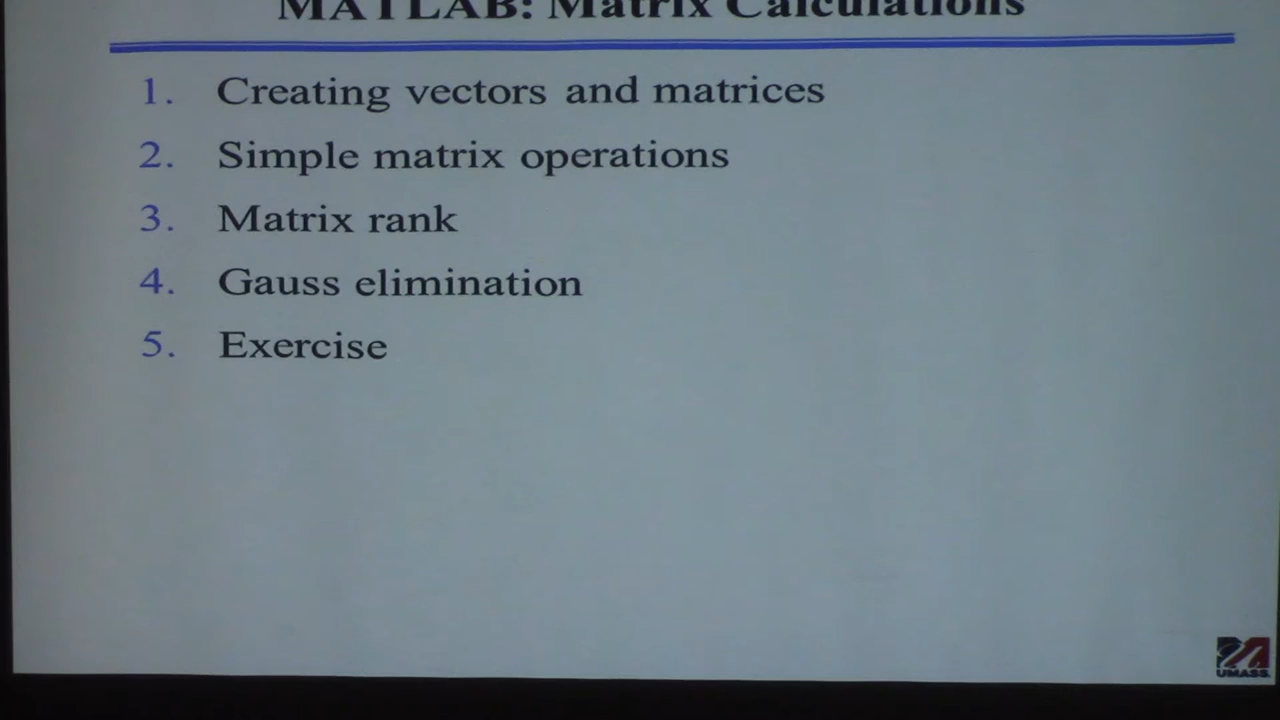 MATLAB: Matrix Calculations
1. Creating vectors and matrices
2. Simple matrix operations
3. Matrix rank
4. Gauss elimination
5. Exercise
UMASS